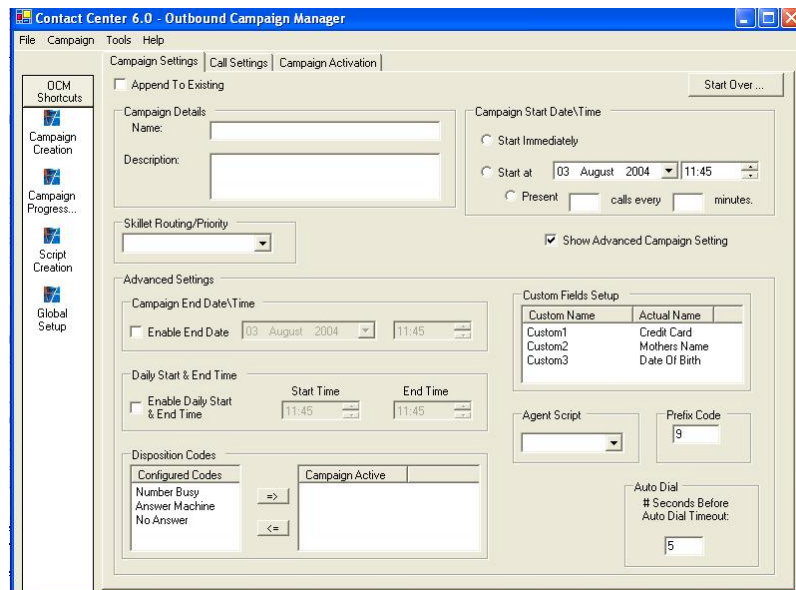 Contact Center 6.0 - Outbound Campaign Manager
File Campaign Tools Help
Campaign Settings Call Settings Campaign Activation
OCM Shortcuts
Campaign Creation
Campaign Progress...
Script Creation
Global Setup
Append To Existing
Start Over ...
Campaign Details
Name:
Description:
Campaign Start Date\Time
Start Immediately
Start at 03 August 2004 11:45
Present calls every minutes.
Skillet Routing/Priority
Show Advanced Campaign Setting
Advanced Settings
Campaign End Date\Time
Enable End Date 03 August 2004 11:45
Daily Start & End Time
Start Time End Time
Enable Daily Start & End Time 11:45 11:45
Disposition Codes
Configured Codes
Number Busy
Answer Machine
No Answer
=>
<=
Campaign Active
Custom Fields Setup
Custom Name Actual Name
Custom1 Credit Card
Custom2 Mothers Name
Custom3 Date Of Birth
Agent Script
Prefix Code
9
Auto Dial
# Seconds Before
Auto Dial Timeout:
5